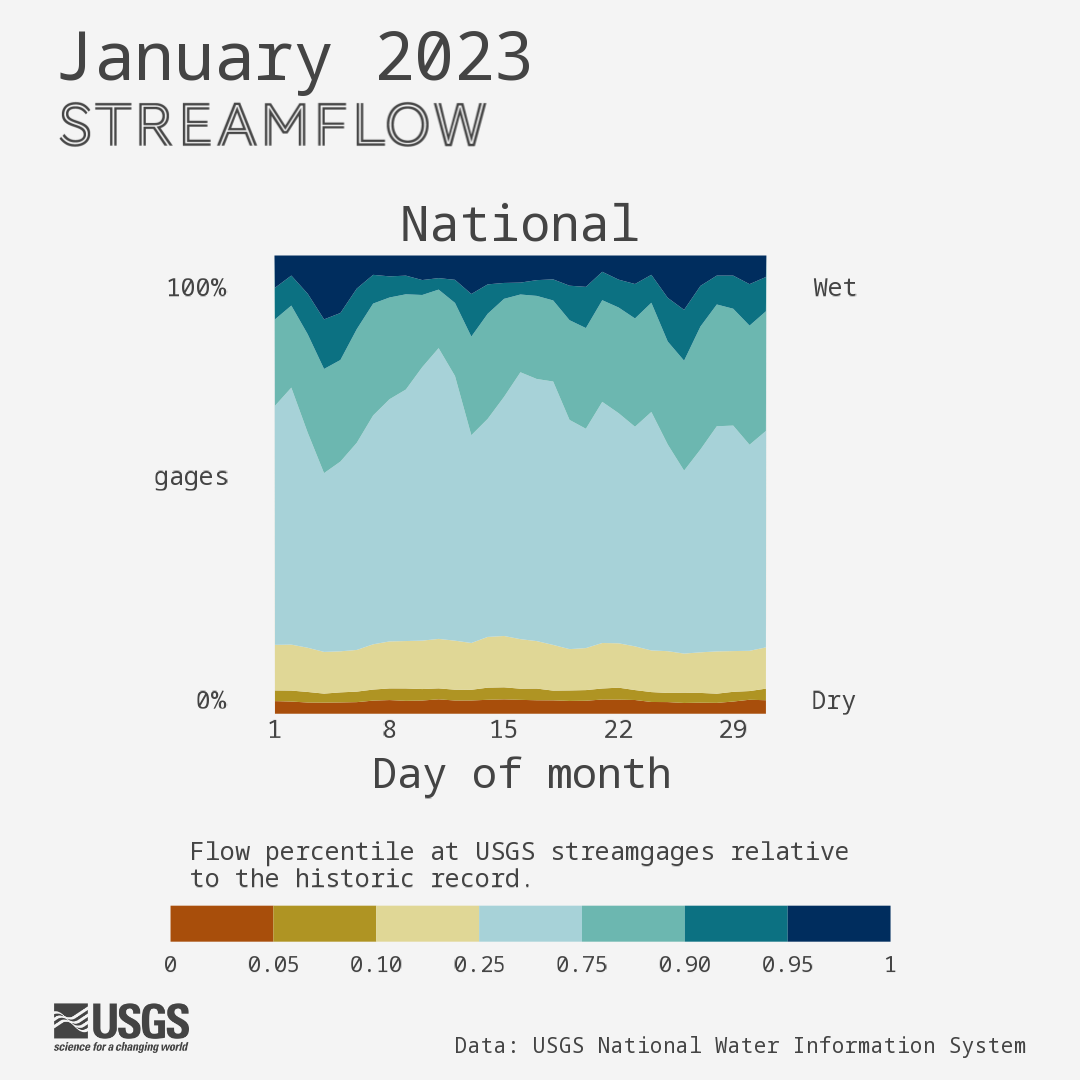 January 2023
STREAMFLOW
National
100%
Wet
gages
0%
Dry
1 8 15 22 29
Day of month
Flow percentile at USGS streamgages relative
to the historic record.
0 0.05 0.10 0.25 0.75 0.90 0.95 1
USGS
science for a changing world
Data: USGS National Water Information System